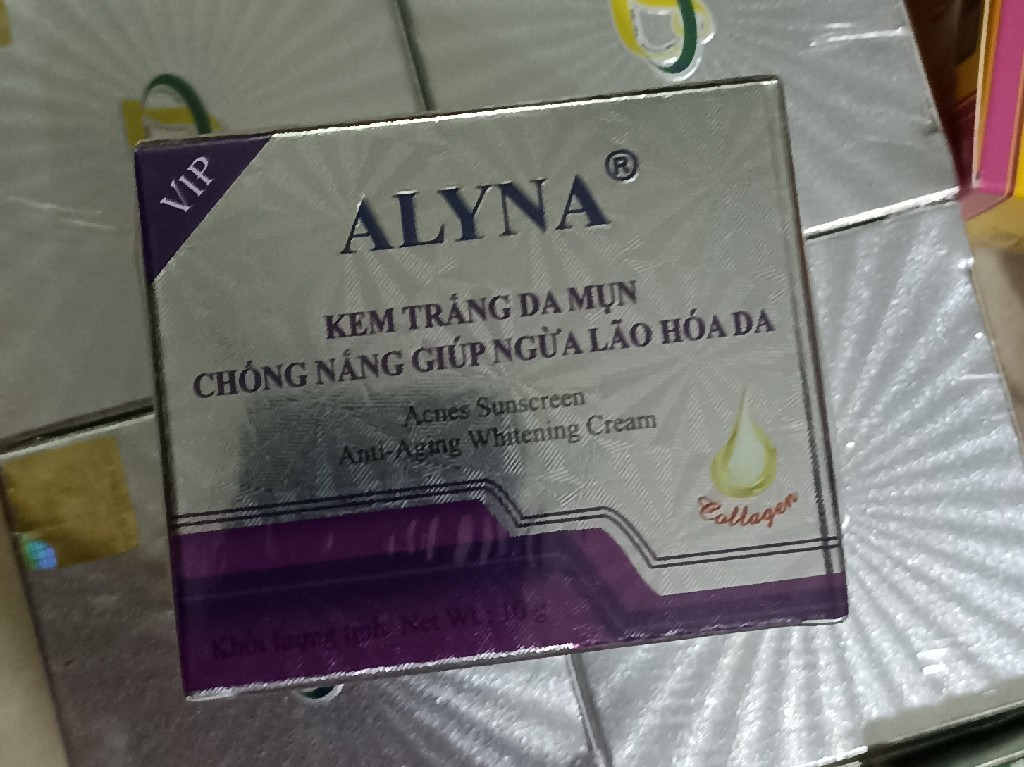 VIP
ALYNA®
KEM TRẮNG DA MỤN
CHỐNG NẮNG GIÚP NGỪA LÃO HÓA DA
Acnes Sunscreen
Anti-Aging Whitening Cream
Collagen
Khối lượng tịnh/ Net Wt.: 10 g